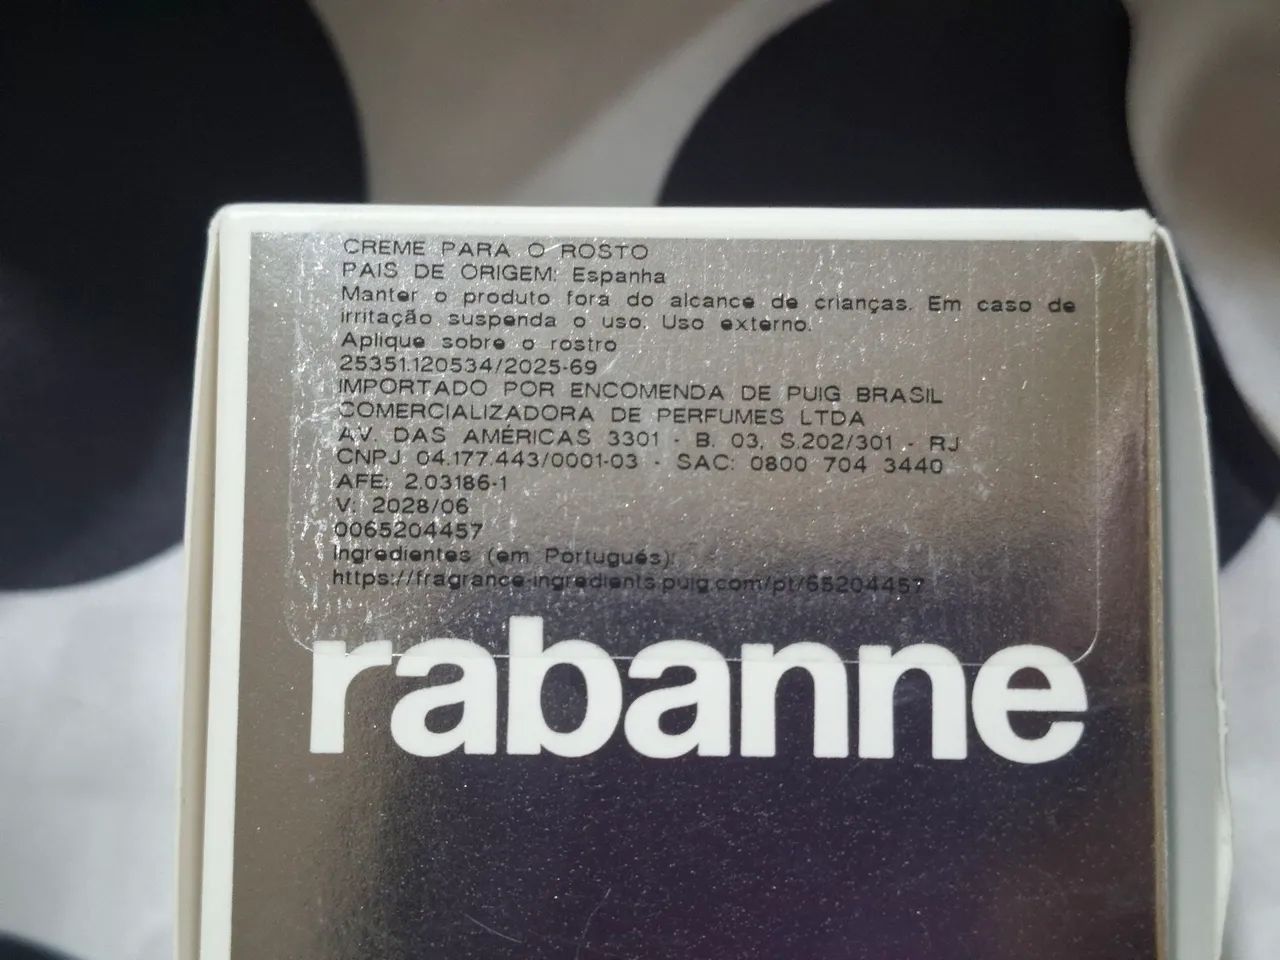 CREME PARA O ROSTO
PAIS DE ORIGEM: Espanha
Manter o produto fora do alcance de crianças. Em caso de
irritação suspenda o uso. Uso externo.
Aplique sobre o rostro
25351.120534/2025-69
IMPORTADO POR ENCOMENDA DE PUIG BRASIL
COMERCIALIZADORA DE PERFUMES LTDA
AV. DAS AMÉRICAS 3301 - B. 03, S.202/301 - RJ
CNPJ 04.177.443/0001-03 - SAC: 0800 704 3440
AFE: 2.03186-1
V: 2028/06
0065204457
Ingredientes (em Português):
https://fragrance-ingredients.puig.com/pt/65204457
rabanne